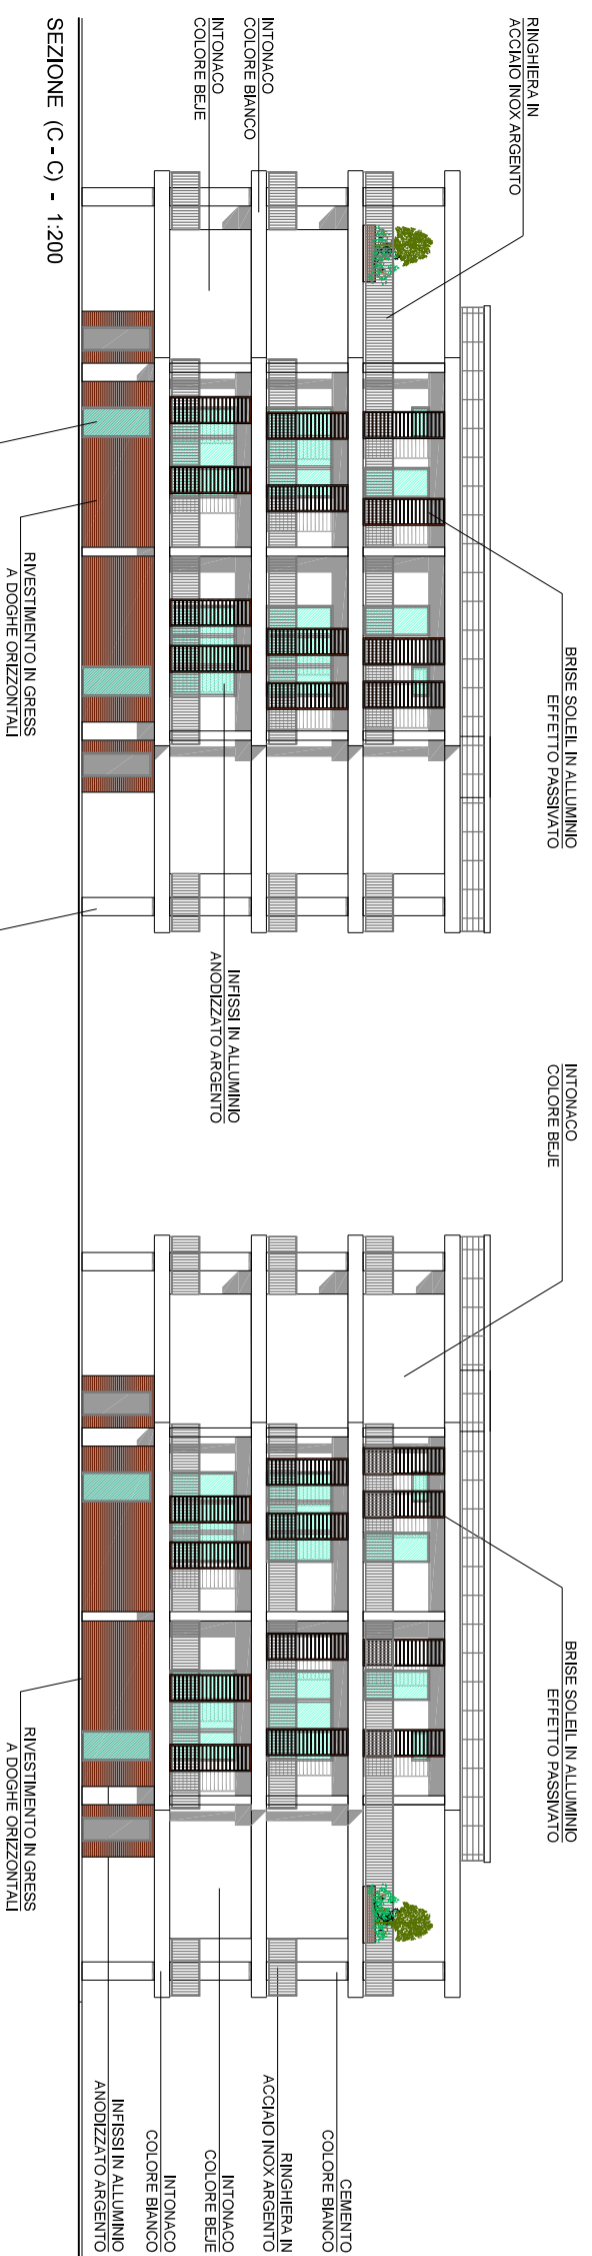 RINGHIERA IN
ACCIAIO INOX ARGENTO
INTONACO
COLORE BIANCO
INTONACO
COLORE BEJE
BRISE SOLEIL IN ALLUMINIO
EFFETTO PASSIVATO
INFISSI IN ALLUMINIO
ANODIZZATO ARGENTO
RIVESTIMENTO IN GRESS
A DOGHE ORIZZONTALI
INTONACO
COLORE BEJE
BRISE SOLEIL IN ALLUMINIO
EFFETTO PASSIVATO
RIVESTIMENTO IN GRESS
A DOGHE ORIZZONTALI
CEMENTO
COLORE BIANCO
RINGHIERA IN
ACCIAIO INOX ARGENTO
INTONACO
COLORE BEJE
INTONACO
COLORE BIANCO
INFISSI IN ALLUMINIO
ANODIZZATO ARGENTO
SEZIONE (C - C) - 1:200